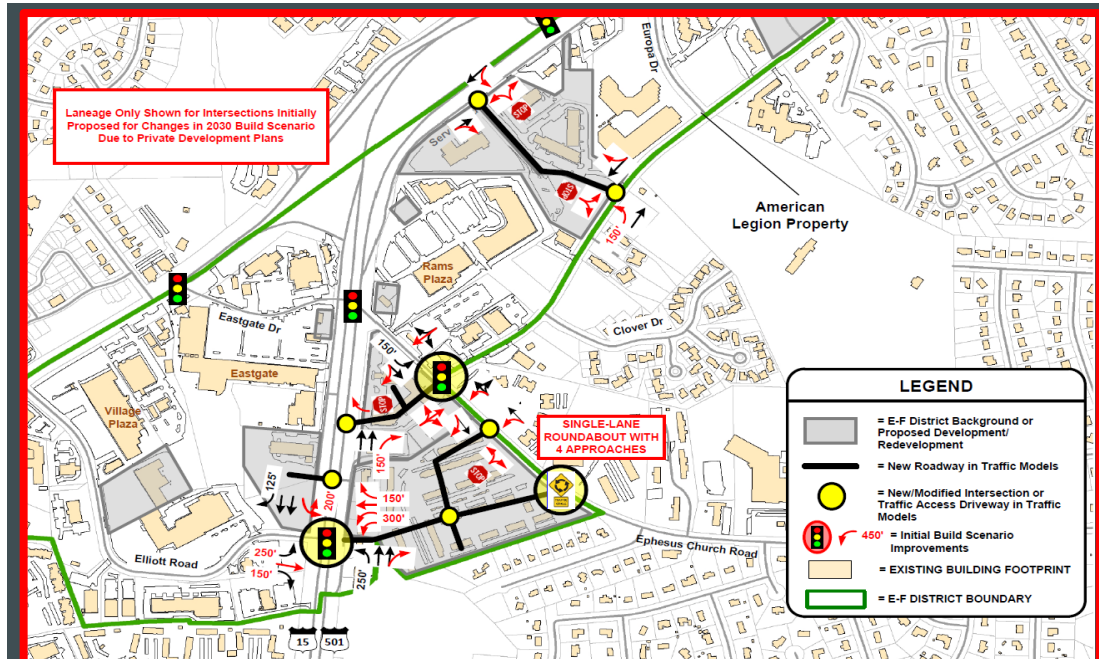 Europa Dr
Laneage Only Shown for Intersections Initially
Proposed for Changes in 2030 Build Scenario
Due to Private Development Plans
STOP
Serv
STOP
150'
American
Legion Property
Rams
Plaza
Eastgate Dr
Clover Dr
150'
Eastgate
Village
Plaza
STOP
SINGLE-LANE
ROUNDABOUT WITH
4 APPROACHES
150'
STOP
125'
200'
150'
300'
Elliott Road
250'
150'
250'
Ephesus Church Road
15
501
LEGEND
= E-F District Background or
Proposed Development/
Redevelopment
= New Roadway in Traffic Models
= New/Modified Intersection or
Traffic Access Driveway in Traffic
Models
450'
= Initial Build Scenario
Improvements
= EXISTING BUILDING FOOTPRINT
= E-F DISTRICT BOUNDARY